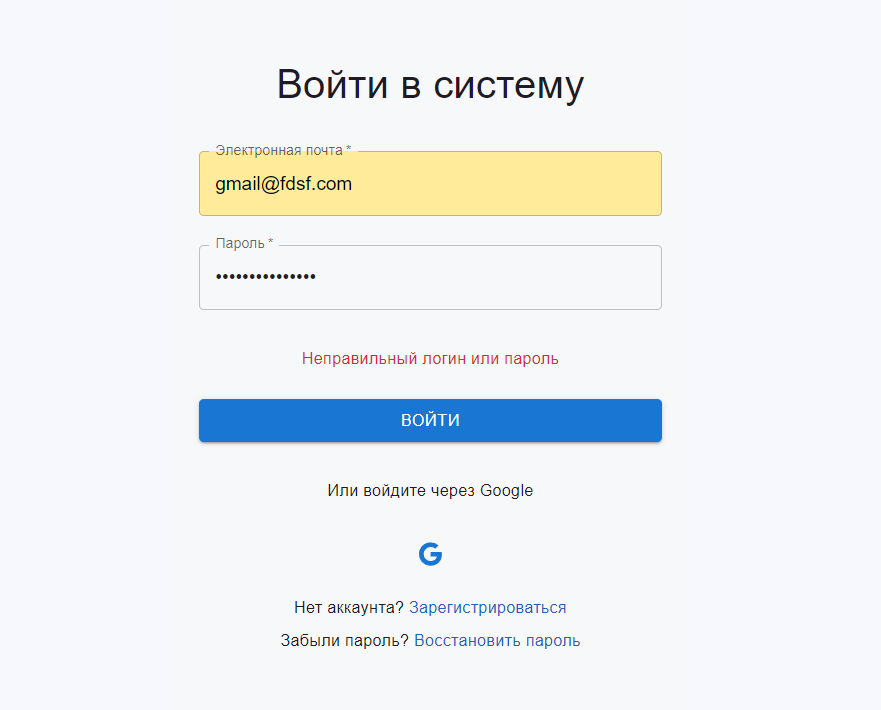 Войти в систему
Электронная почта *
gmail@fdsf.com
Пароль *
•••••••••••••••
Неправильный логин или пароль
ВОЙТИ
Или войдите через Google
G
Нет аккаунта? Зарегистрироваться
Забыли пароль? Восстановить пароль